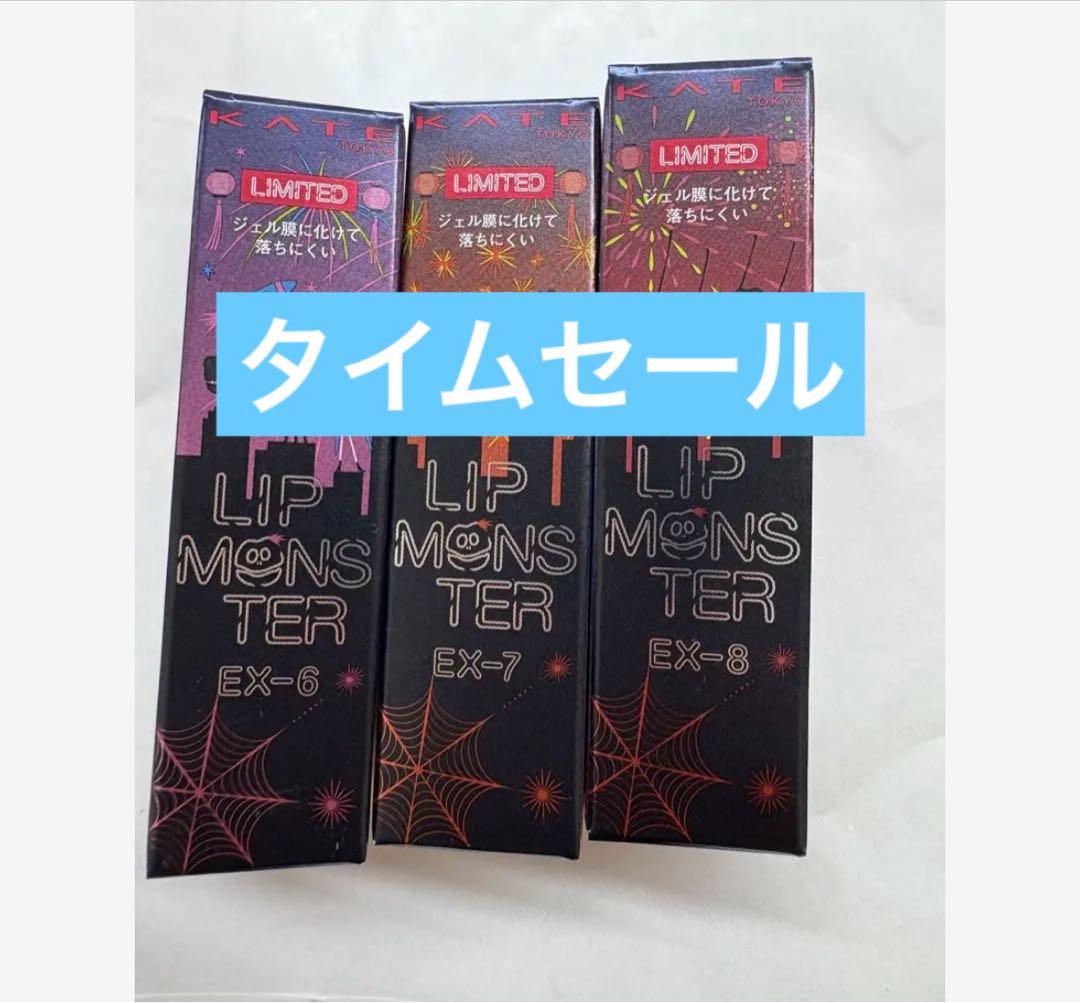 KATE
TOKYO
LIMITED
ジェル膜に化けて
落ちにくい
LIP
MONS
TER
EX-6
KATE
TOKYO
LIMITED
ジェル膜に化けて
落ちにくい
LIP
MONS
TER
EX-7
KATE
TOKYO
LIMITED
ジェル膜に化けて
落ちにくい
LIP
MONS
TER
EX-8
タイムセール